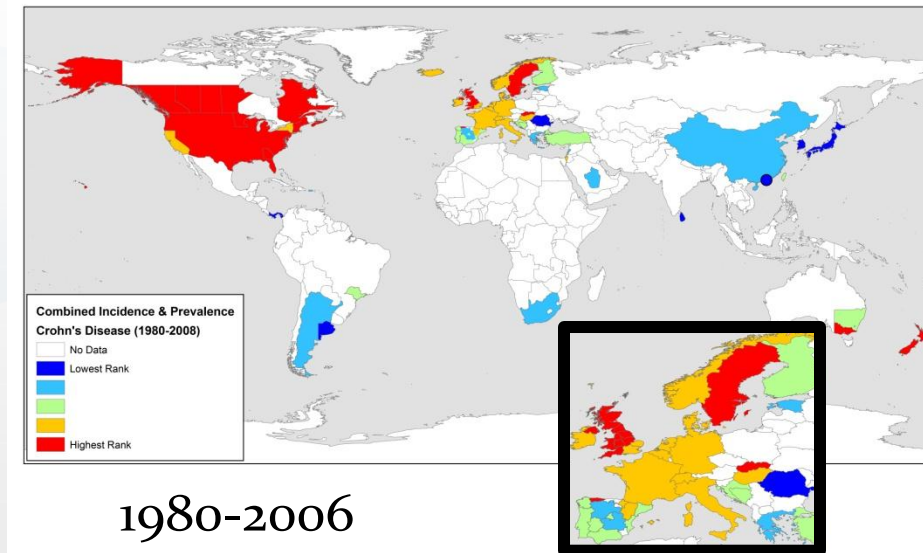 Combined Incidence & Prevalence
Crohn's Disease (1980-2008)
No Data
Lowest Rank
Highest Rank
1980-2006